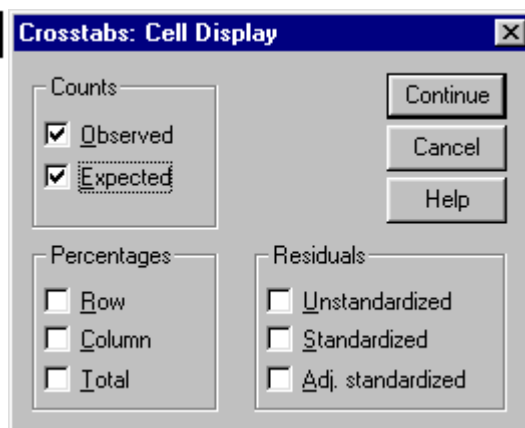 Crosstabs: Cell Display
Counts
Observed
Expected
Continue
Cancel
Help
Percentages
Row
Column
Total
Residuals
Unstandardized
Standardized
Adj. standardized